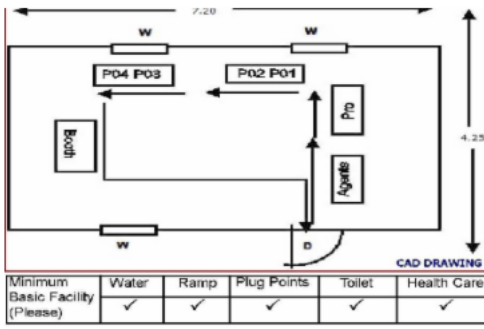 7.20
W W
P04 P03 P02 P01
Pro
4.25
Booth
Agents
W D
CAD DRAWING
Minimum Basic Facility (Please) Water Ramp Plug Points Toilet Health Care
✓ ✓ ✓ ✓ ✓